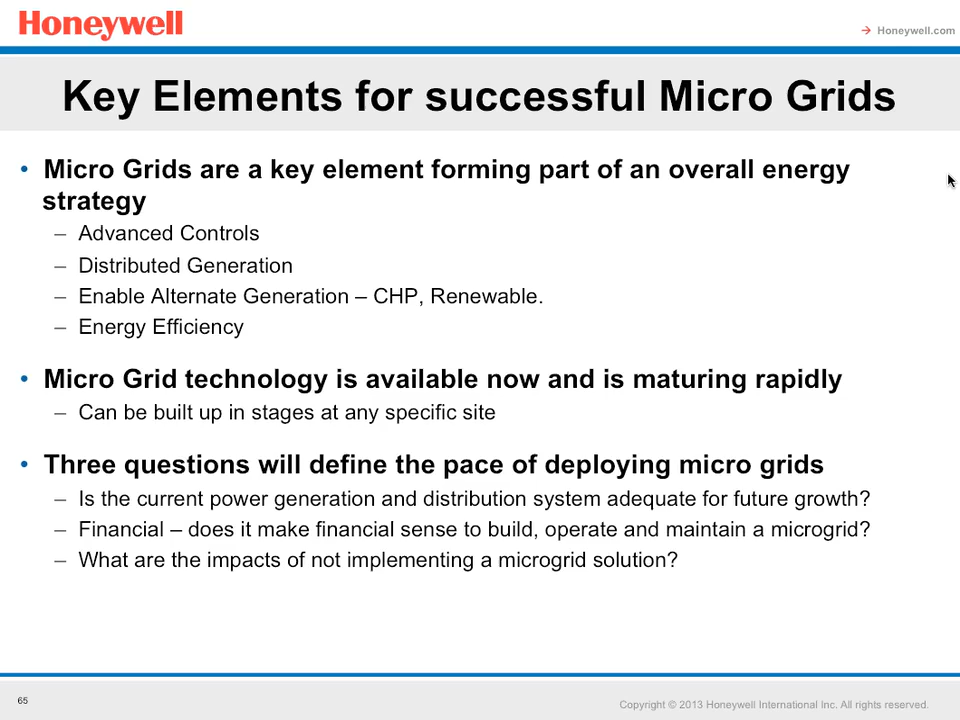 Honeywell
→ Honeywell.com
Key Elements for successful Micro Grids
• Micro Grids are a key element forming part of an overall energy
strategy
– Advanced Controls
– Distributed Generation
– Enable Alternate Generation – CHP, Renewable.
– Energy Efficiency
• Micro Grid technology is available now and is maturing rapidly
– Can be built up in stages at any specific site
• Three questions will define the pace of deploying micro grids
– Is the current power generation and distribution system adequate for future growth?
– Financial – does it make financial sense to build, operate and maintain a microgrid?
– What are the impacts of not implementing a microgrid solution?
65
Copyright © 2013 Honeywell International Inc. All rights reserved.